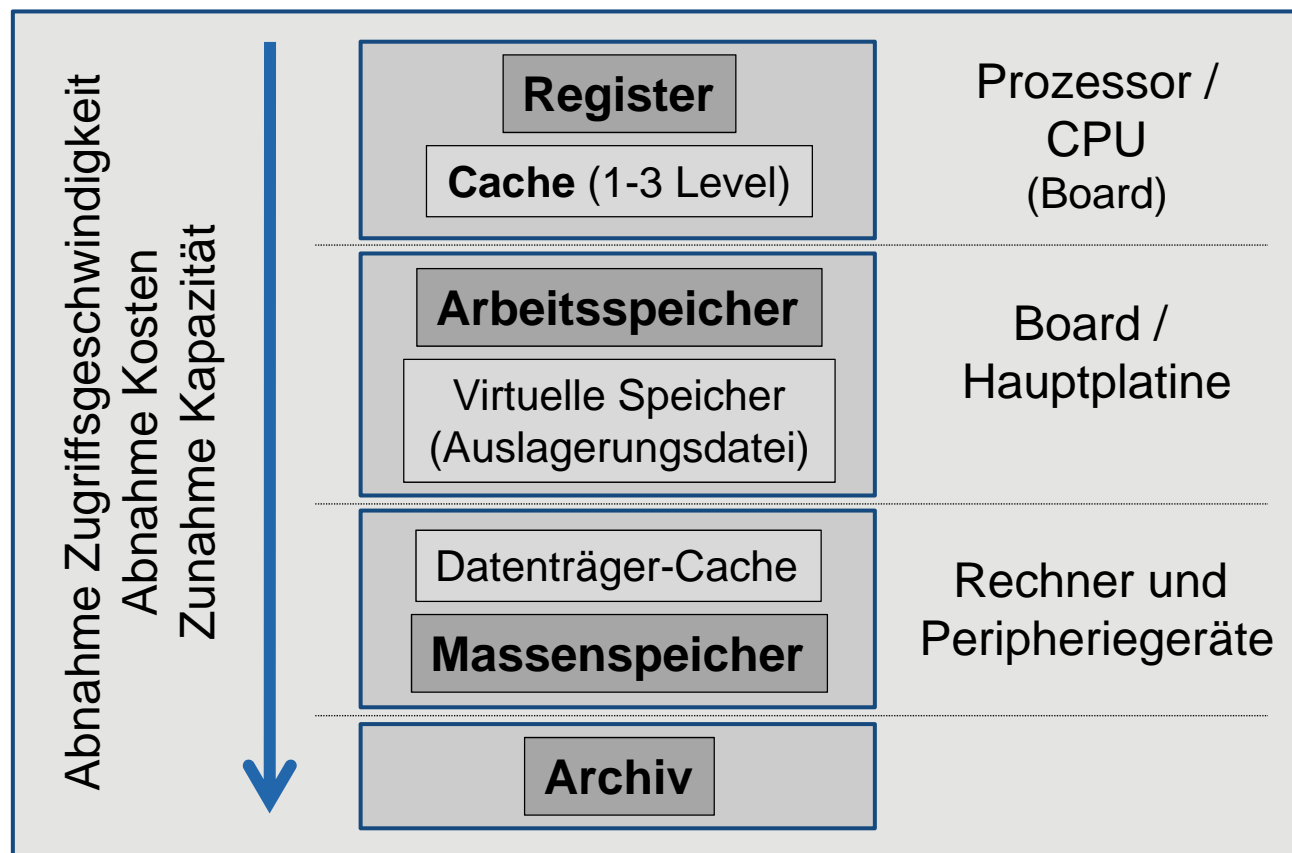 Abnahme Zugriffsgeschwindigkeit
Abnahme Kosten
Zunahme Kapazität
Register
Cache (1-3 Level)
Prozessor /
CPU
(Board)
Arbeitsspeicher
Virtuelle Speicher
(Auslagerungsdatei)
Board /
Hauptplatine
Datenträger-Cache
Massenspeicher
Rechner und
Peripheriegeräte
Archiv